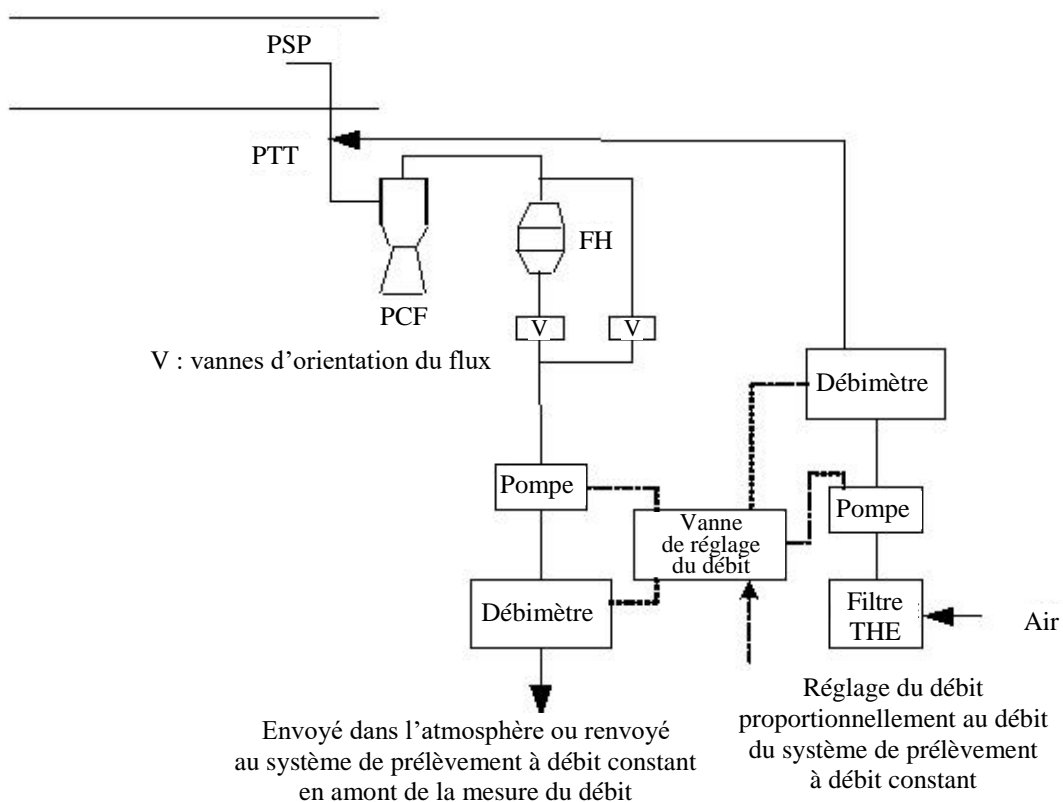 PSP
PTT
FH
PCF
V
V
V : vannes d’orientation du flux
Débimètre
Pompe
Pompe
Vanne
de réglage
du débit
Débimètre
Filtre
THE
Air
Envoyé dans l’atmosphère ou renvoyé
au système de prélèvement à débit constant
en amont de la mesure du débit
Réglage du débit
proportionnellement au débit
du système de prélèvement
à débit constant